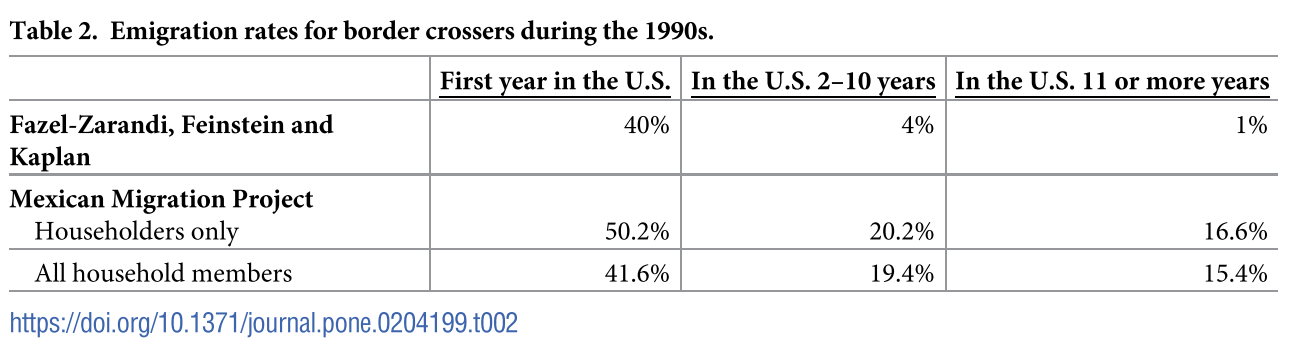 Table 2. Emigration rates for border crossers during the 1990s.
First year in the U.S. In the U.S. 2–10 years In the U.S. 11 or more years
Fazel-Zarandi, Feinstein and 40% 4% 1%
Kaplan
Mexican Migration Project
Householders only 50.2% 20.2% 16.6%
All household members 41.6% 19.4% 15.4%
https://doi.org/10.1371/journal.pone.0204199.t002